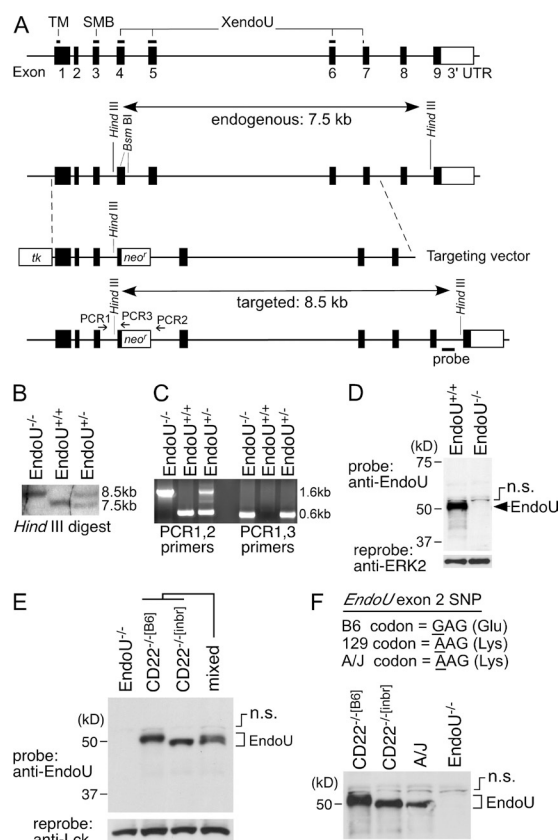 A
TM SMB XendoU
Exon 1 2 3 4 5 6 7 8 9 3' UTR
Hind III
Bsm BI
endogenous: 7.5 kb
Hind III
Hind III
tk neoʳ Targeting vector
Hind III
targeted: 8.5 kb
Hind III
PCR1 PCR3 PCR2
neoʳ
probe
B
EndoU-/- EndoU+/+ EndoU+/-
8.5kb
7.5kb
Hind III digest
C
EndoU-/- EndoU+/+ EndoU+/- EndoU-/- EndoU+/+ EndoU+/-
1.6kb
0.6kb
PCR1,2 primers
PCR1,3 primers
D
EndoU+/+ EndoU-/-
(kD)
75
probe: anti-EndoU
n.s.
50 EndoU
37
reprobe: anti-ERK2
E
EndoU-/- CD22-/-[B6] CD22-/-[inbr] mixed
(kD)
n.s.
50 EndoU
probe: anti-EndoU
37
reprobe:
anti-Lck
F
EndoU exon 2 SNP
B6 codon = GAG (Glu)
129 codon = AAG (Lys)
A/J codon = AAG (Lys)
CD22-/-[B6] CD22-/-[inbr] A/J EndoU-/-
(kD)
n.s.
50 EndoU